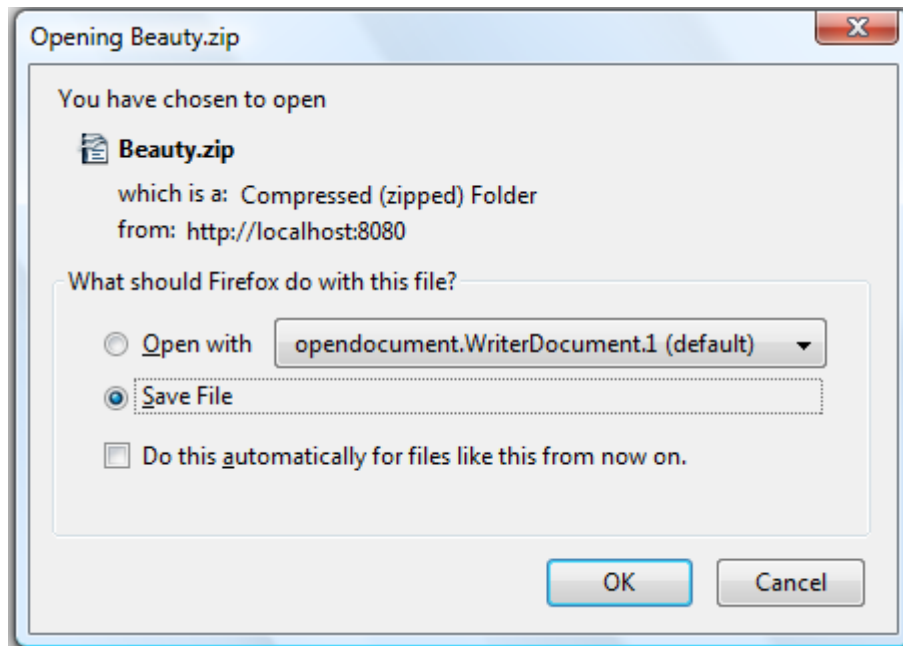 Opening Beauty.zip
You have chosen to open
Beauty.zip
which is a: Compressed (zipped) Folder
from: http://localhost:8080
What should Firefox do with this file?
Open with opendocument.WriterDocument.1 (default)
Save File
Do this automatically for files like this from now on.
OK Cancel